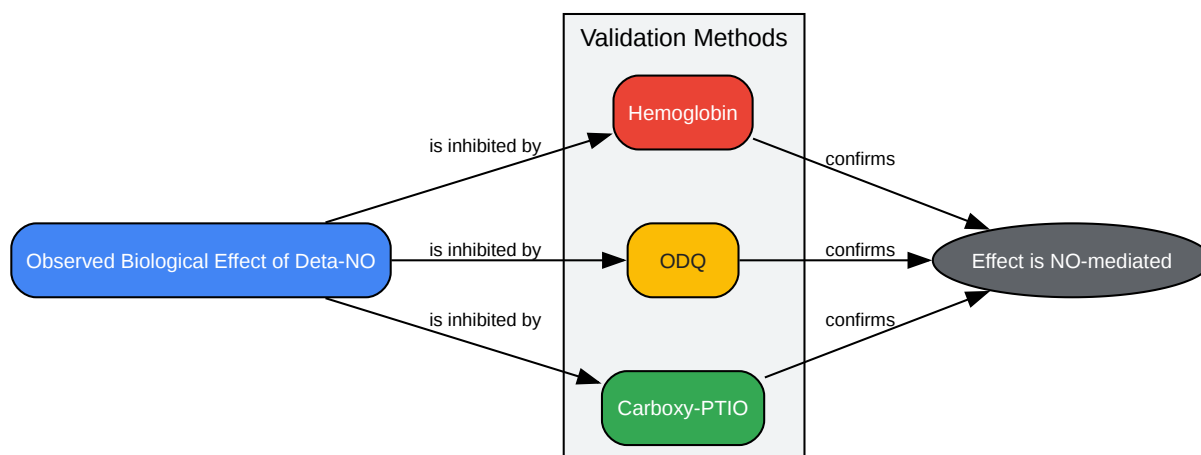 Validation Methods
Hemoglobin
is inhibited by
confirms
Observed Biological Effect of Deta-NO
is inhibited by
ODQ
confirms
Effect is NO-mediated
is inhibited by
confirms
Carboxy-PTIO